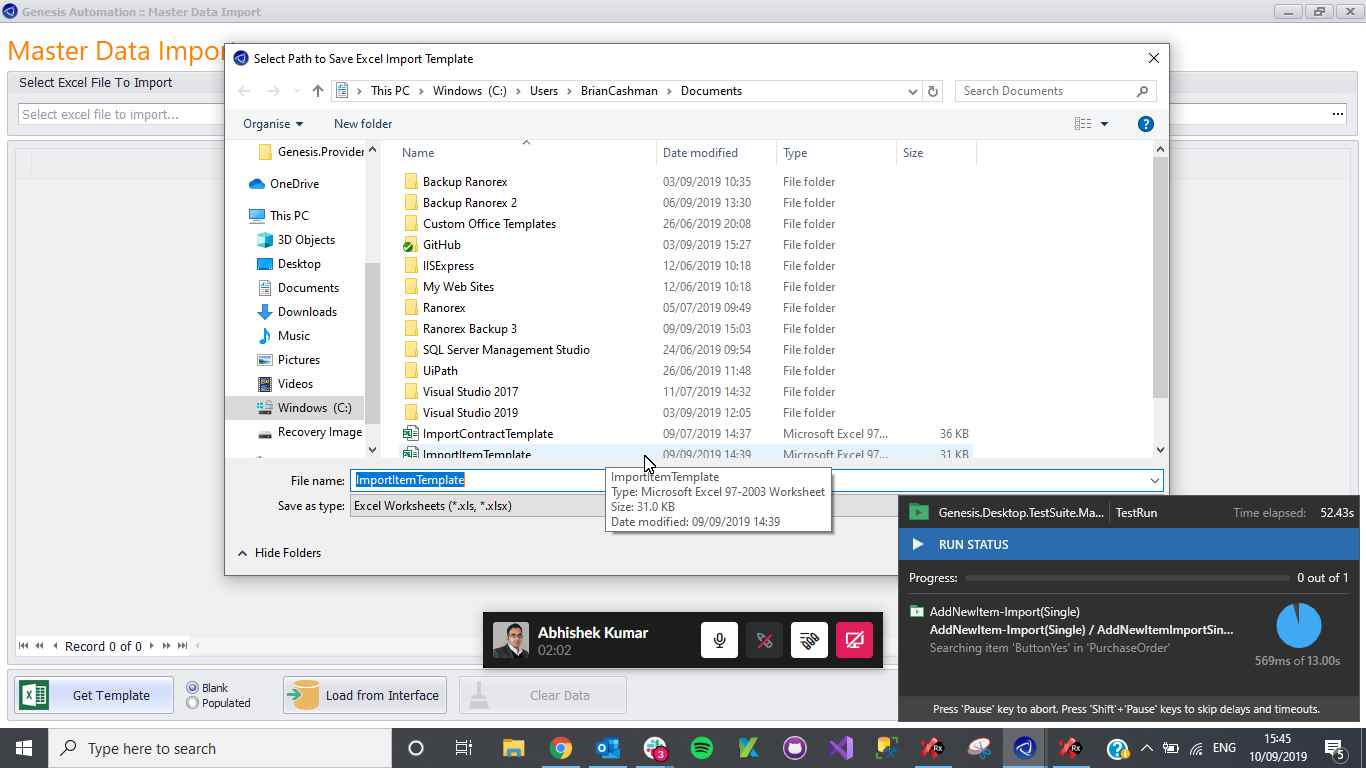 Genesis Automation :: Master Data Import
Master Data Impor
Select Excel File To Import
Select excel file to import...
Select Path to Save Excel Import Template
This PC > Windows (C:) > Users > BrianCashman > Documents
Search Documents
Organise
New folder
Genesis.Provider
OneDrive
This PC
3D Objects
Desktop
Documents
Downloads
Music
Pictures
Videos
Windows (C:)
Recovery Image
Name Date modified Type Size
Backup Ranorex 03/09/2019 10:35 File folder
Backup Ranorex 2 06/09/2019 13:30 File folder
Custom Office Templates 26/06/2019 20:08 File folder
GitHub 03/09/2019 15:27 File folder
IISExpress 12/06/2019 10:18 File folder
My Web Sites 12/06/2019 10:18 File folder
Ranorex 05/07/2019 09:49 File folder
Ranorex Backup 3 09/09/2019 15:03 File folder
SQL Server Management Studio 24/06/2019 09:54 File folder
UiPath 26/06/2019 11:48 File folder
Visual Studio 2017 11/07/2019 14:32 File folder
Visual Studio 2019 03/09/2019 12:05 File folder
ImportContractTemplate 09/07/2019 14:37 Microsoft Excel 97... 36 KB
ImportItemTemplate 09/09/2019 14:39 Microsoft Excel 97... 31 KB
File name: ImportItemTemplate
Save as type: Excel Worksheets (*.xls, *.xlsx)
ImportItemTemplate
Type: Microsoft Excel 97-2003 Worksheet
Size: 31.0 KB
Date modified: 09/09/2019 14:39
Hide Folders
Genesis.Desktop.TestSuite.Ma... TestRun Time elapsed: 52.43s
RUN STATUS
Progress: 0 out of 1
AddNewItem-Import(Single)
AddNewItem-Import(Single) / AddNewItemImportSin...
Searching item 'ButtonYes' in 'PurchaseOrder'
569ms of 13.00s
Press 'Pause' key to abort. Press 'Shift'+'Pause' keys to skip delays and timeouts.
Abhishek Kumar
02:02
Record 0 of 0
Get Template
Blank
Populated
Load from Interface
Clear Data
Type here to search
3
ENG
15:45
10/09/2019
5